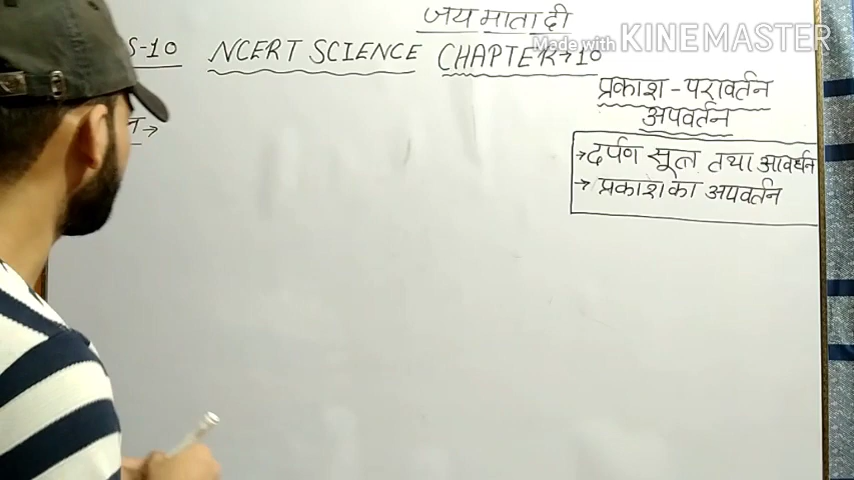 जय माता दी
S-10 NCERT SCIENCE CHAPTER→10
Made with KINEMASTER
प्रकाश-परावर्तन
अपवर्तन
→दर्पण सूत्र तथा आवर्धन
→ प्रकाश का अपवर्तन